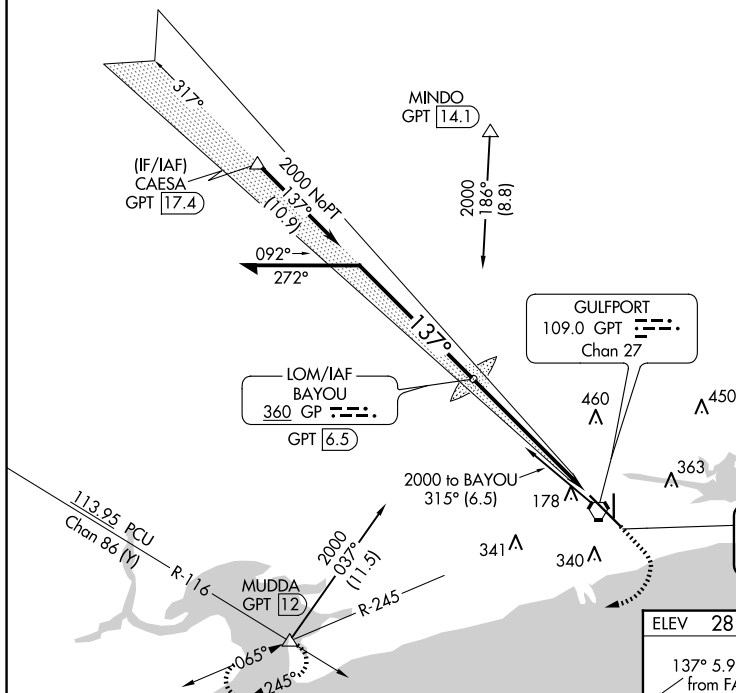 317°
MINDO
GPT 14.1
(IF/IAF)
CAESA
GPT 17.4
2000 NoPT
137°
(10.9)
2000
186°
(8.8)
092°
272°
137°
GULFPORT
109.0 GPT
Chan 27
LOM/IAF
BAYOU
360 GP
GPT 6.5
460
450
363
2000 to BAYOU
315° (6.5)
178
341
340
113.95 PCU
Chan 86 (Y)
R-116
2000
037°
(11.5)
MUDDA
GPT 12
R-245
065°
245°
ELEV 28
137° 5.9
from FA